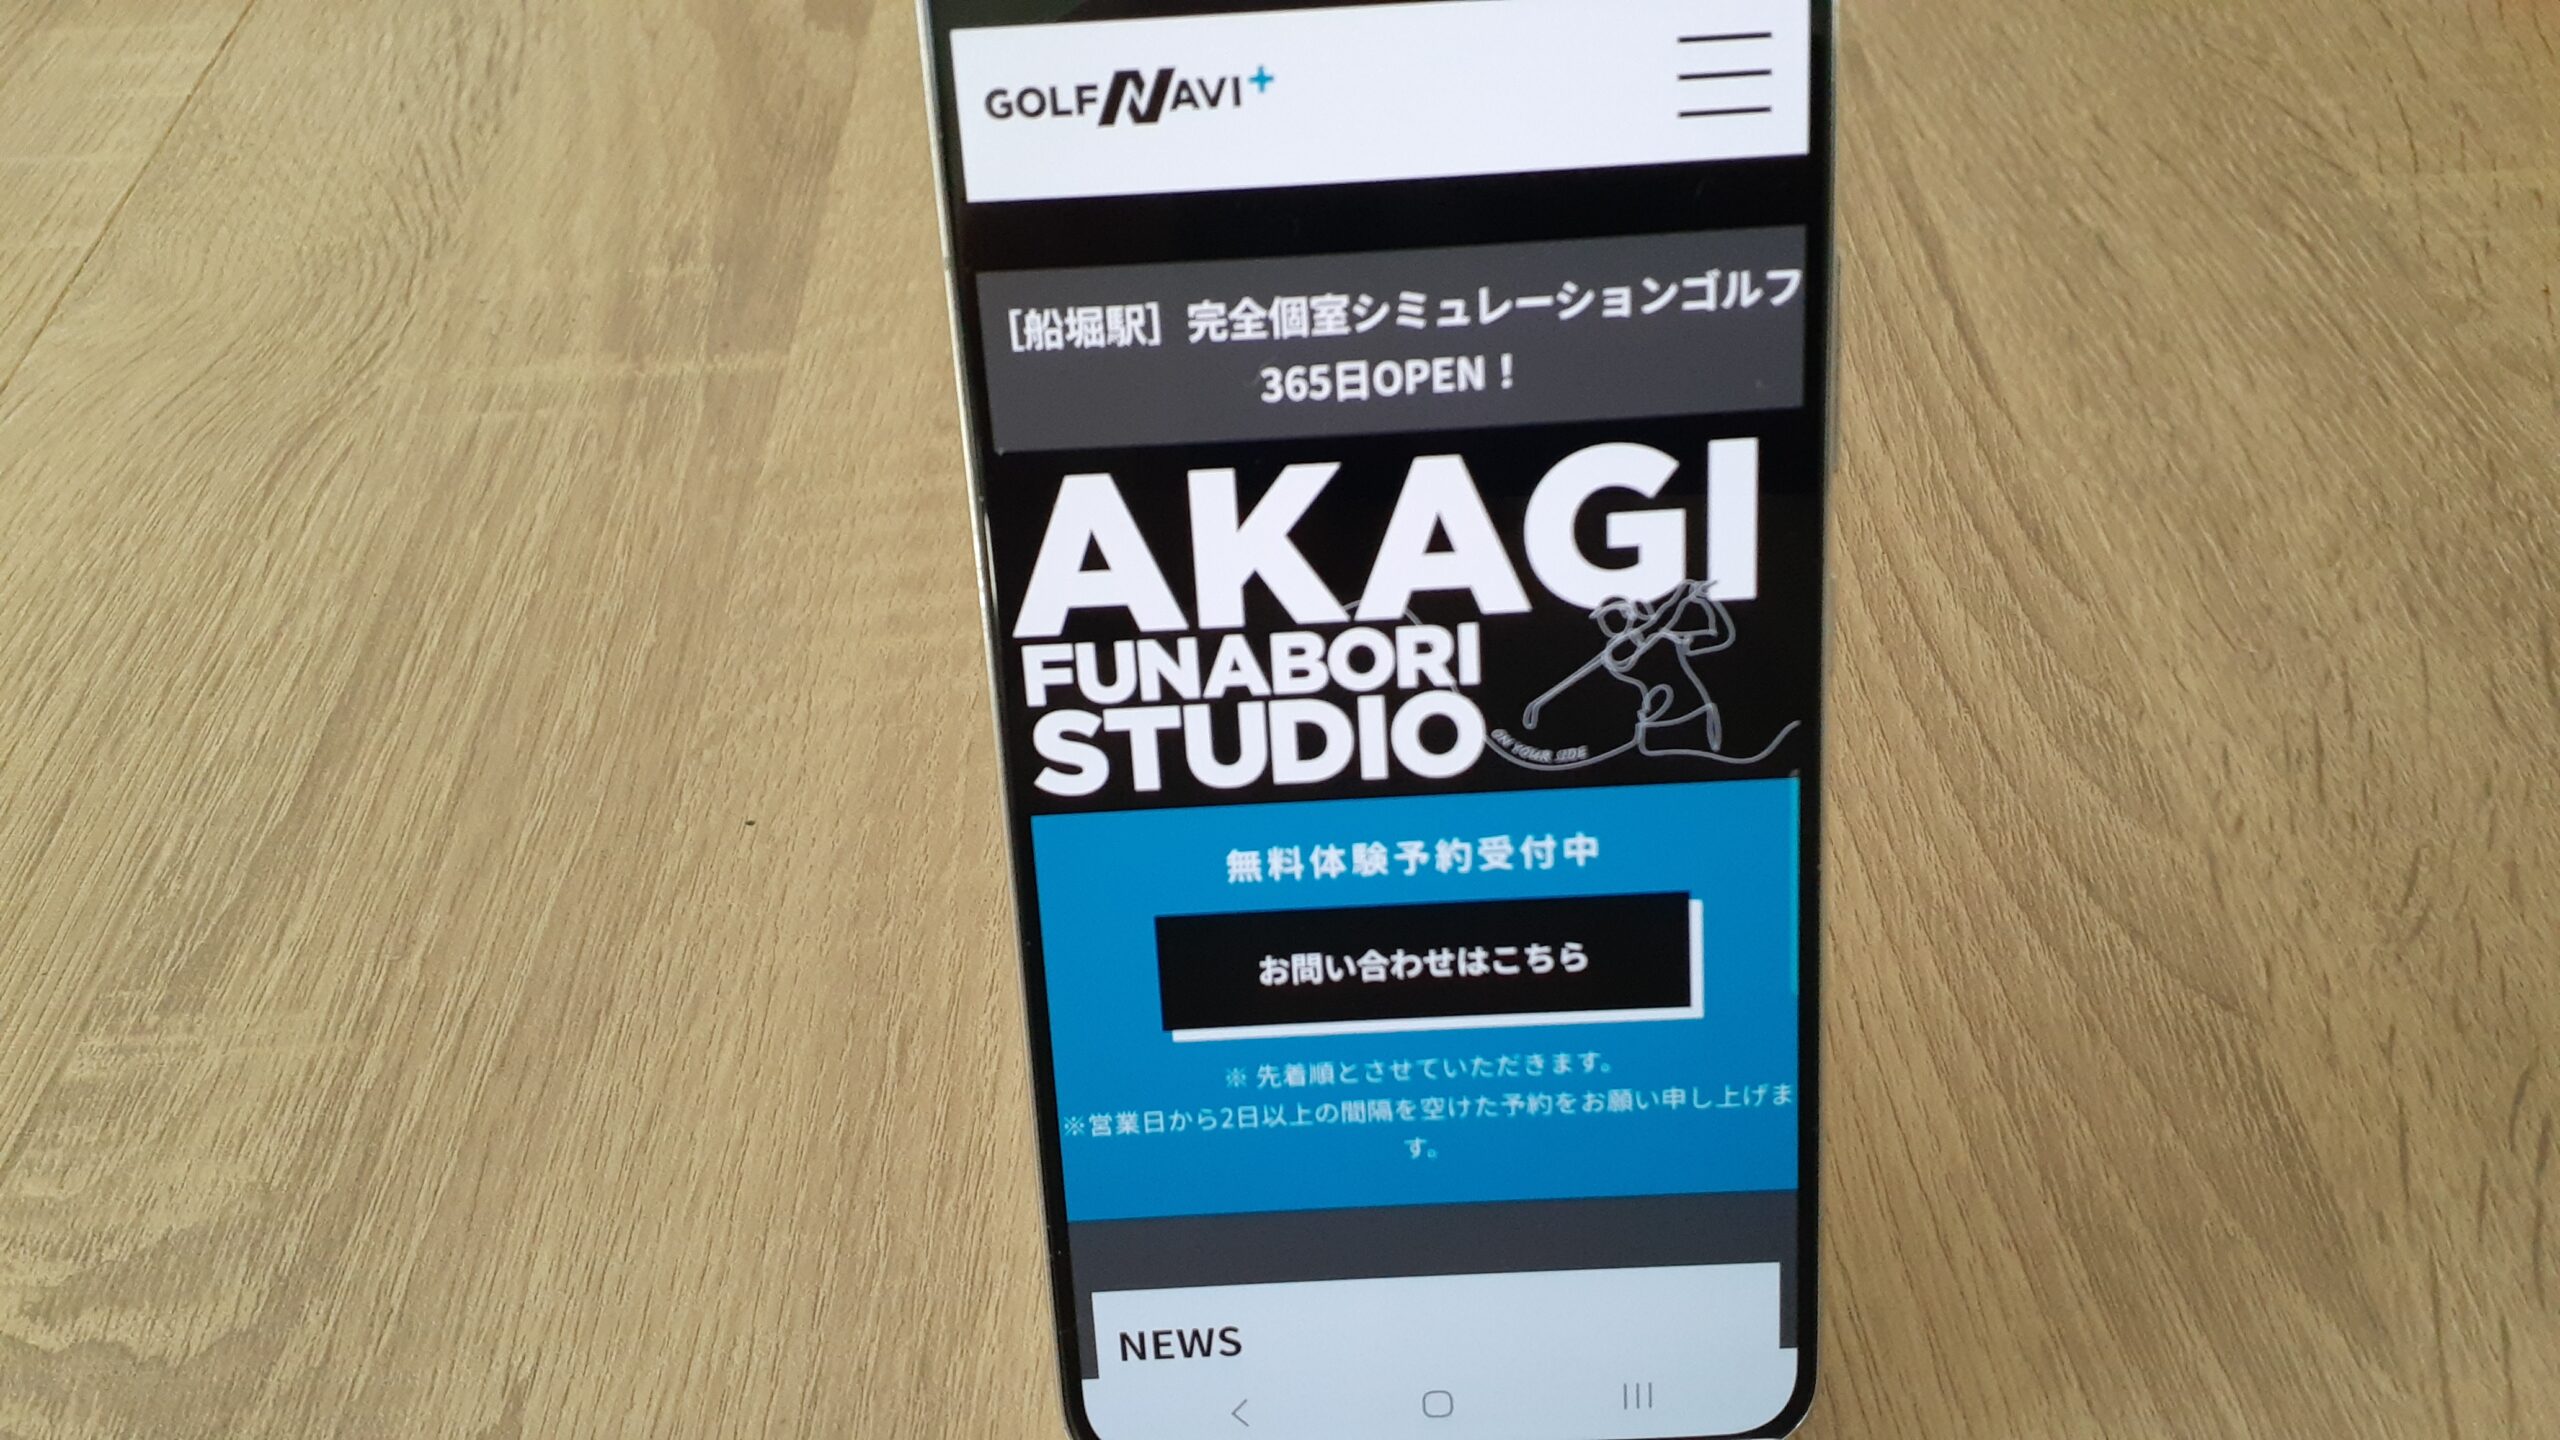 GOLF NAVI+
［船堀駅］完全個室シミュレーションゴルフ
365日OPEN！
AKAGI
FUNABORI
STUDIO
ON YOUR SIDE
無料体験予約受付中
お問い合わせはこちら
※ 先着順とさせていただきます。
※営業日から2日以上の間隔を空けた予約をお願い申し上げま
す。
NEWS